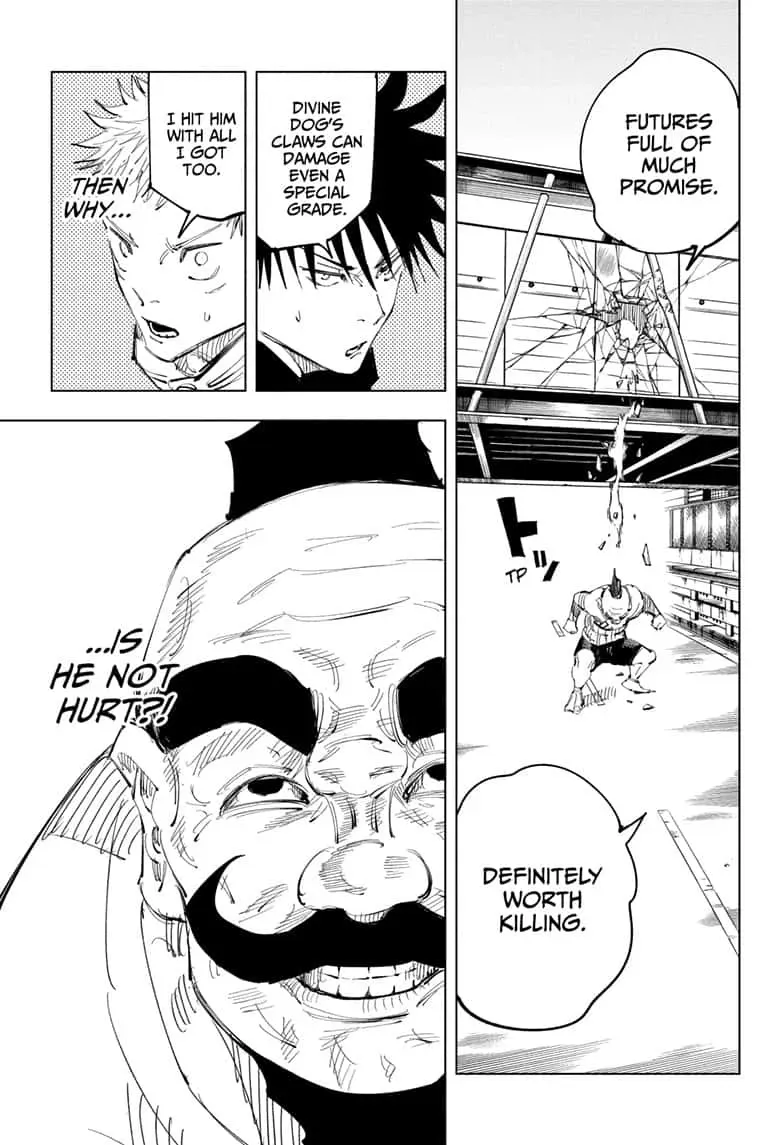 FUTURES
FULL OF
MUCH
PROMISE.
トッ
TP
DEFINITELY
WORTH
KILLING.
DIVINE
DOG'S
CLAWS CAN
DAMAGE
EVEN A
SPECIAL
GRADE.
I HIT HIM
WITH ALL
I GOT
TOO.
THEN
WHY...
...IS
HE NOT
HURT?!